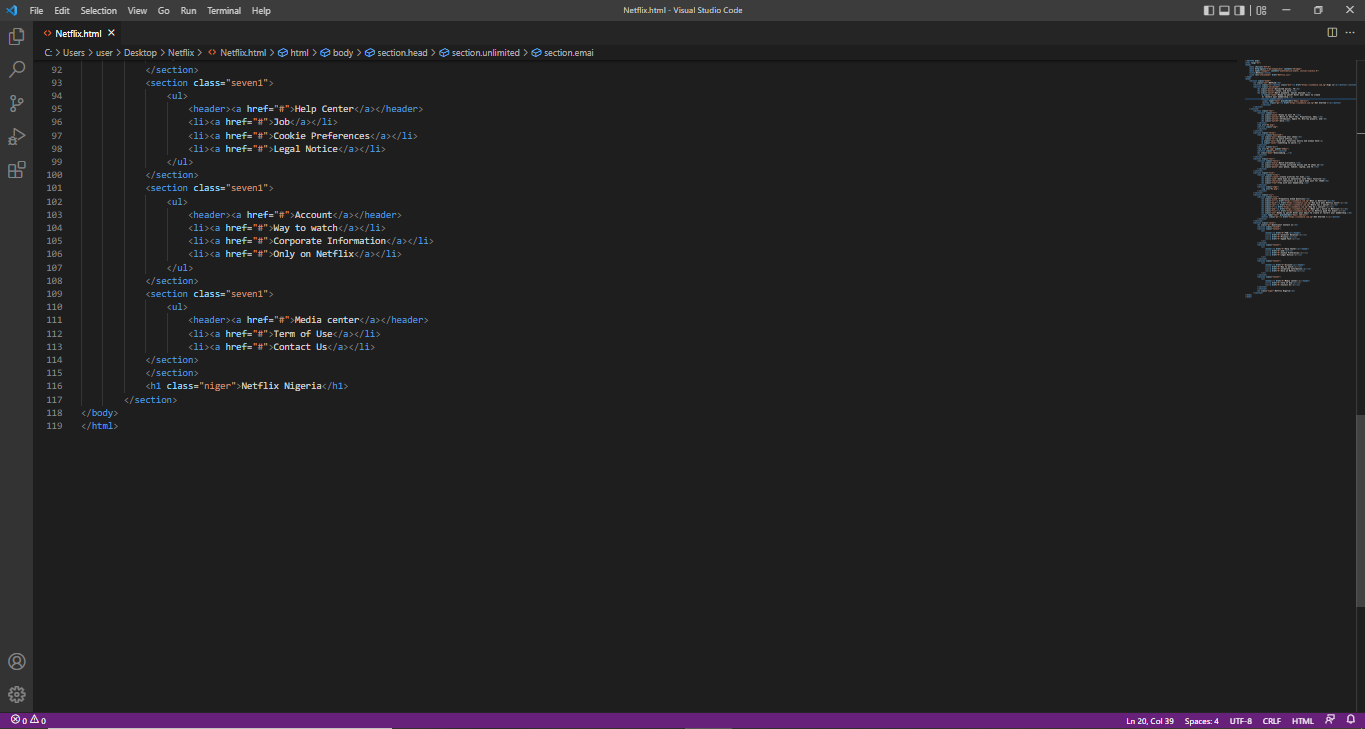 File Edit Selection View Go Run Terminal Help Netflix.html - Visual Studio Code
Netflix.html
C: > Users > user > Desktop > Netflix > Netflix.html > html > body > section.head > section.unlimited > section.emai
92 </section>
93 <section class="seven1">
94 <ul>
95 <header><a href="#">Help Center</a></header>
96 <li><a href="#">Job</a></li>
97 <li><a href="#">Cookie Preferences</a></li>
98 <li><a href="#">Legal Notice</a></li>
99 </ul>
100 </section>
101 <section class="seven1">
102 <ul>
103 <header><a href="#">Account</a></header>
104 <li><a href="#">Way to watch</a></li>
105 <li><a href="#">Corporate Information</a></li>
106 <li><a href="#">Only on Netflix</a></li>
107 </ul>
108 </section>
109 <section class="seven1">
110 <ul>
111 <header><a href="#">Media center</a></header>
112 <li><a href="#">Term of Use</a></li>
113 <li><a href="#">Contact Us</a></li>
114 </section>
115 </section>
116 <h1 class="niger">Netflix Nigeria</h1>
117 </section>
118 </body>
119 </html>
0 0 Ln 20, Col 39 Spaces: 4 UTF-8 CRLF HTML